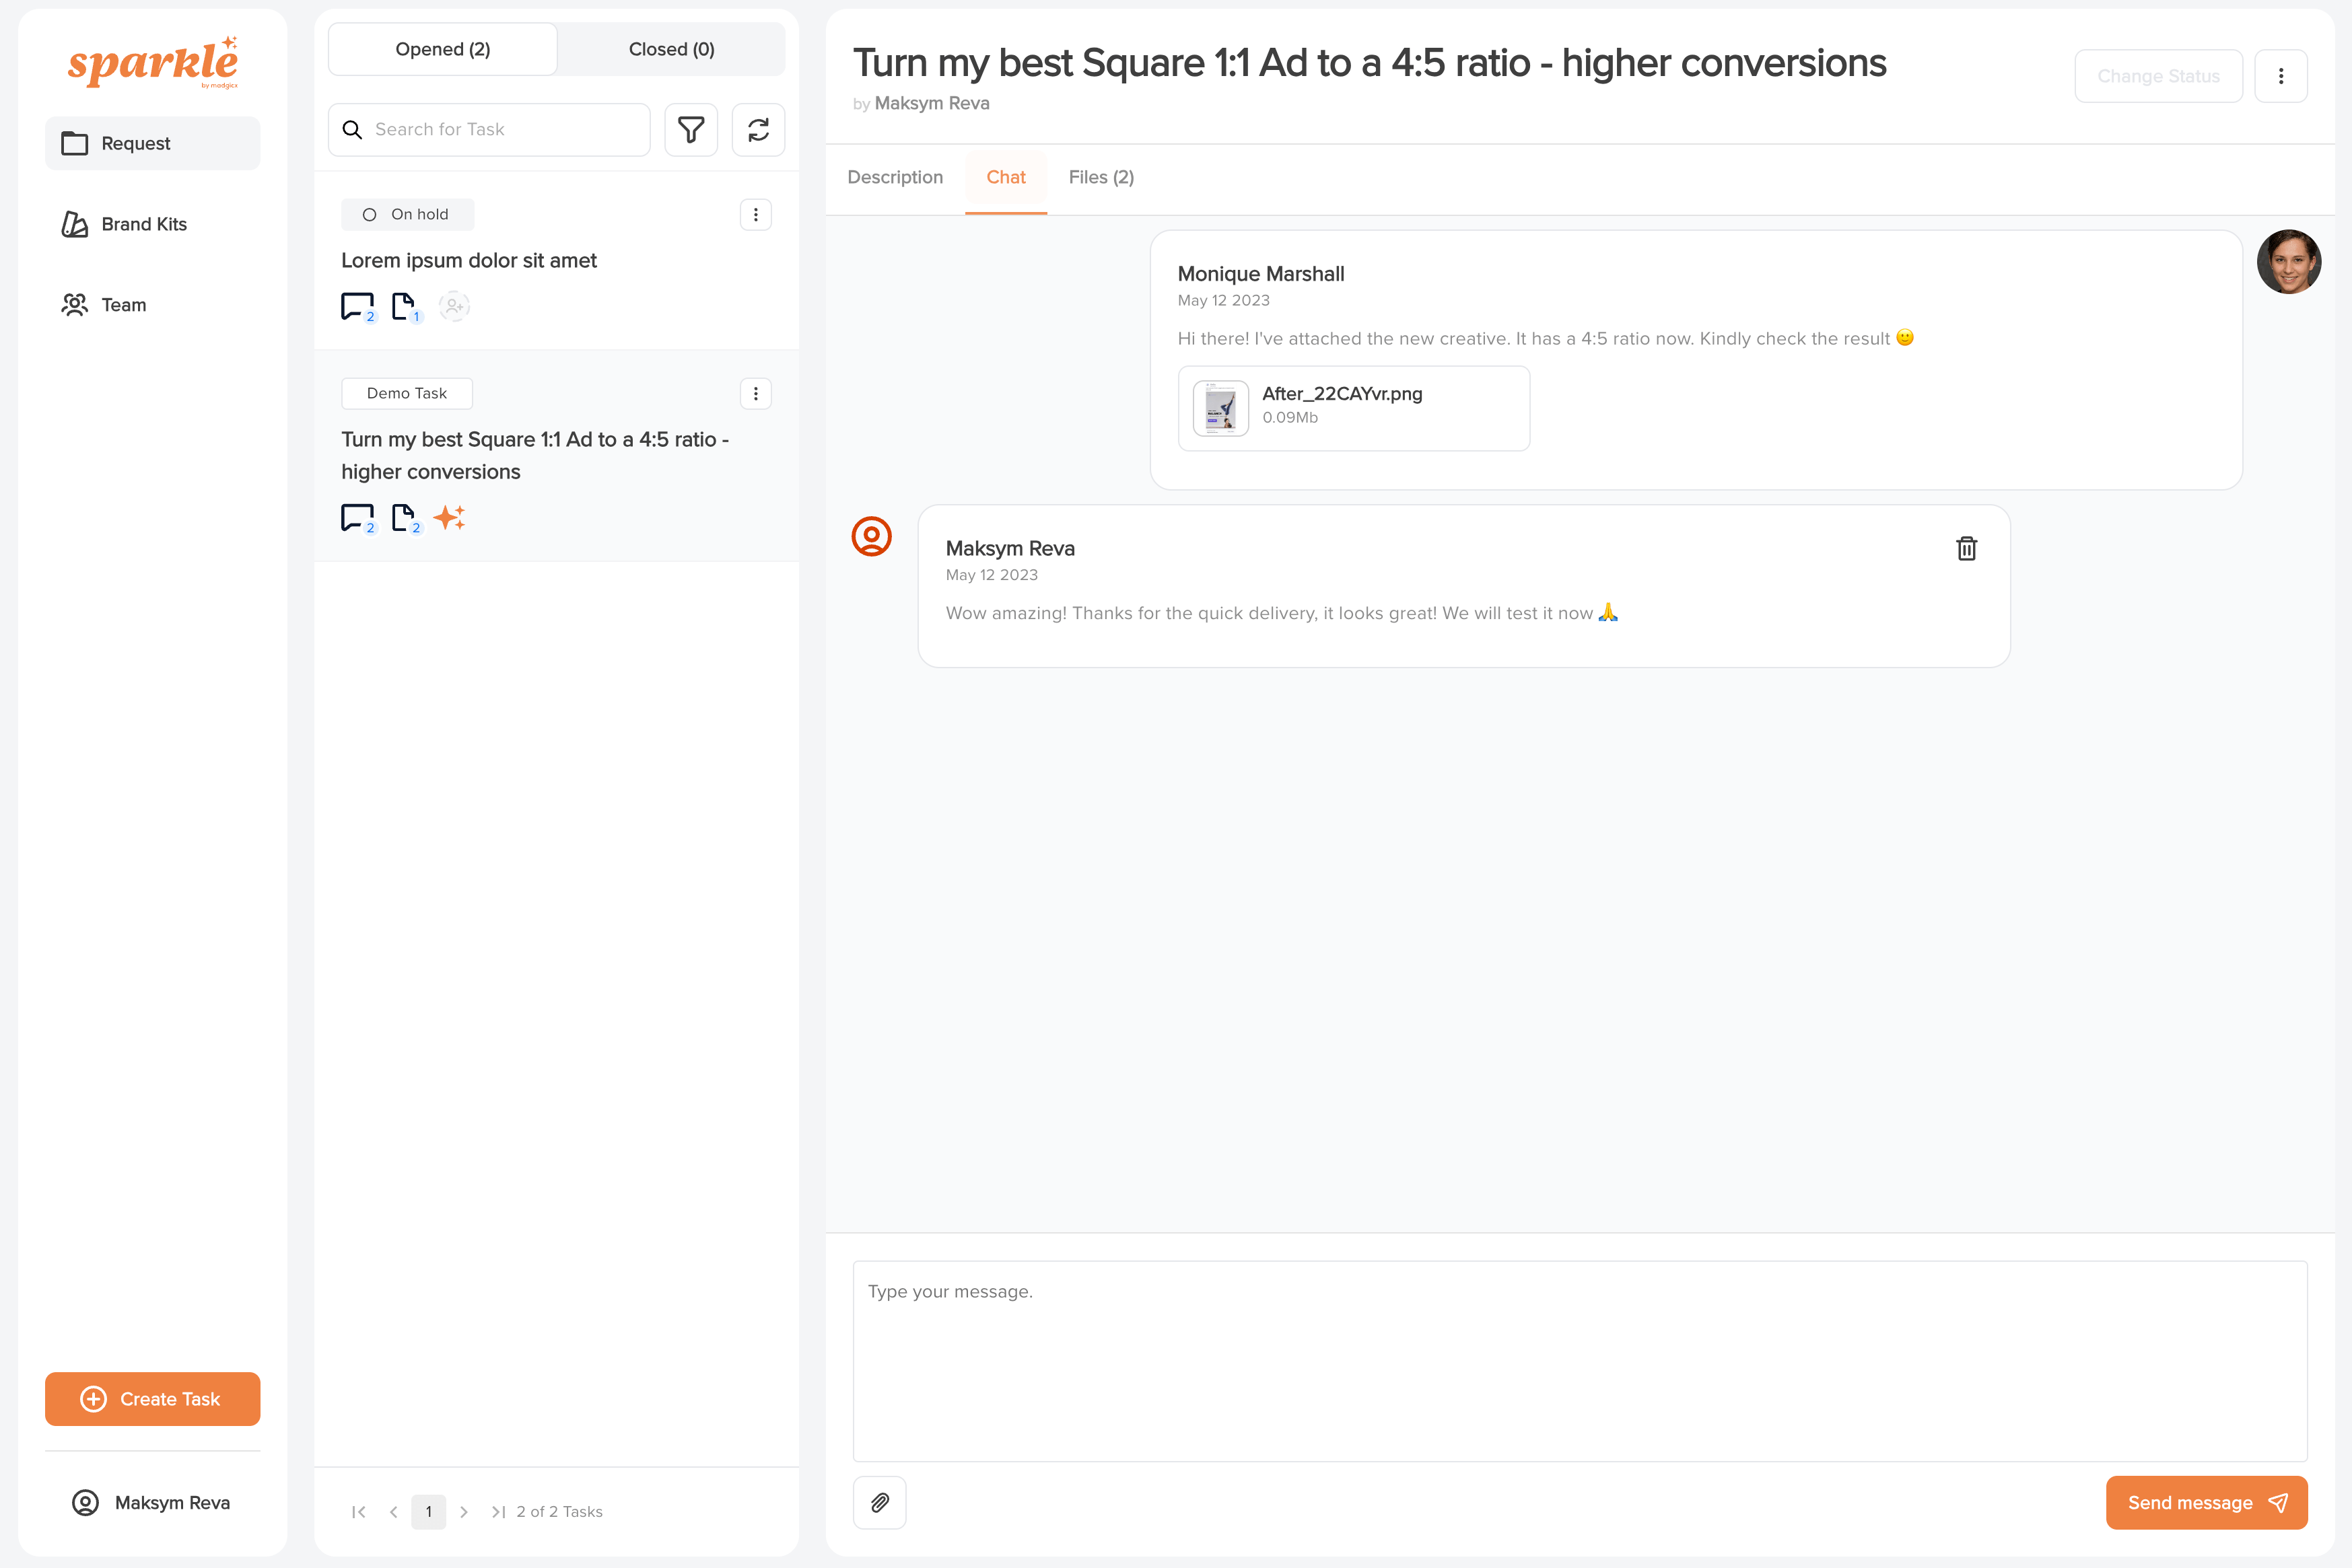 sparkle
by madgicx
Request
Brand Kits
Team
Create Task
Maksym Reva
Opened (2)
Closed (0)
Search for Task
On hold
Lorem ipsum dolor sit amet
2
1
Demo Task
Turn my best Square 1:1 Ad to a 4:5 ratio -
higher conversions
2
2
1
2 of 2 Tasks
Turn my best Square 1:1 Ad to a 4:5 ratio - higher conversions
by Maksym Reva
Change Status
Description
Chat
Files (2)
Monique Marshall
May 12 2023
Hi there! I've attached the new creative. It has a 4:5 ratio now. Kindly check the result 🙂
After_22CAYvr.png
0.09Mb
Maksym Reva
May 12 2023
Wow amazing! Thanks for the quick delivery, it looks great! We will test it now 🙏
Type your message.
Send message